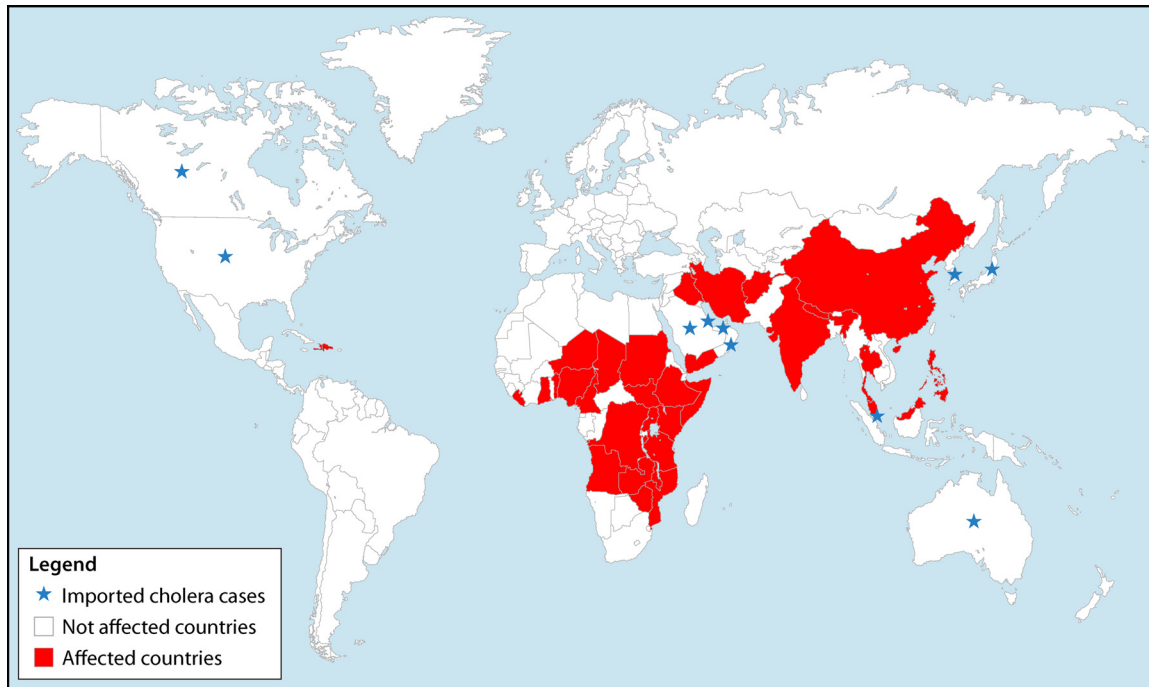 Legend
Imported cholera cases
Not affected countries
Affected countries